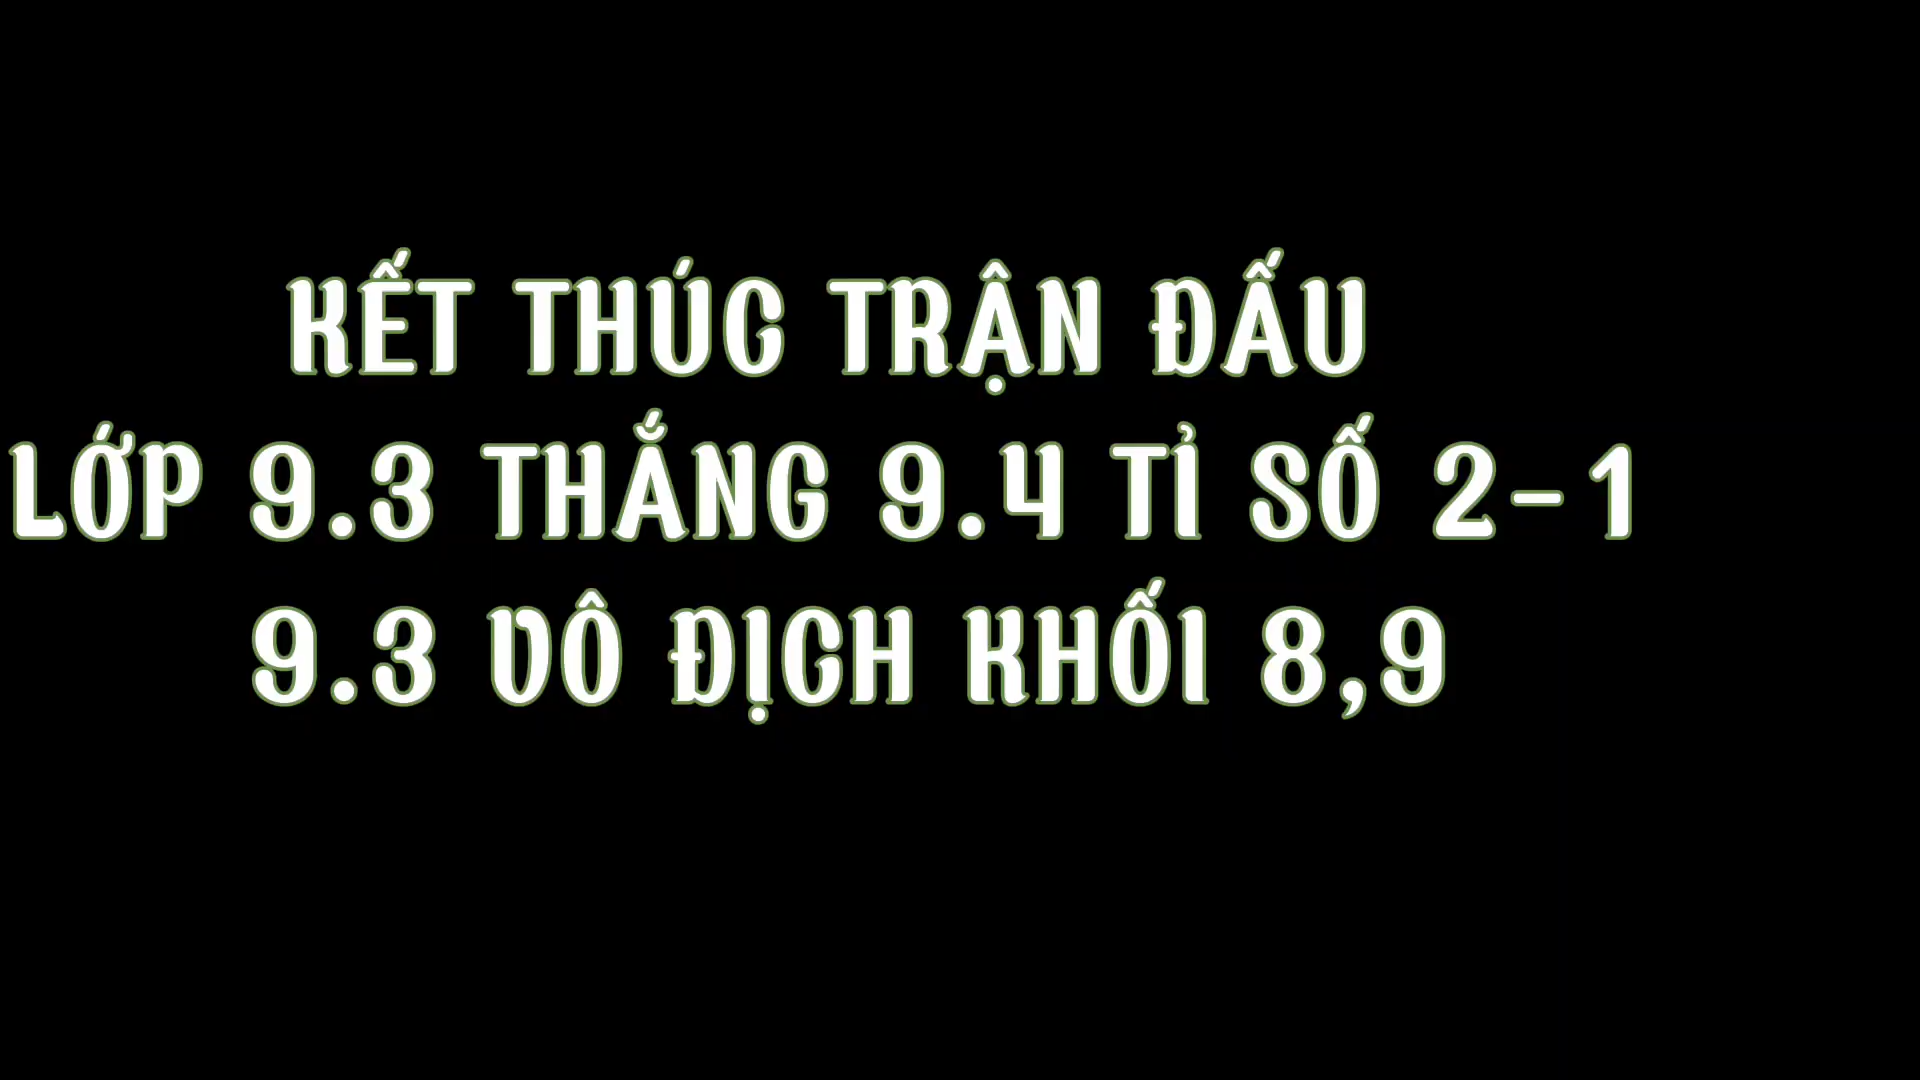 KẾT THÚC TRẬN ĐẤU
LỚP 9.3 THẮNG 9.4 TỈ SỐ 2-1
9.3 VÔ ĐỊCH KHỐI 8,9